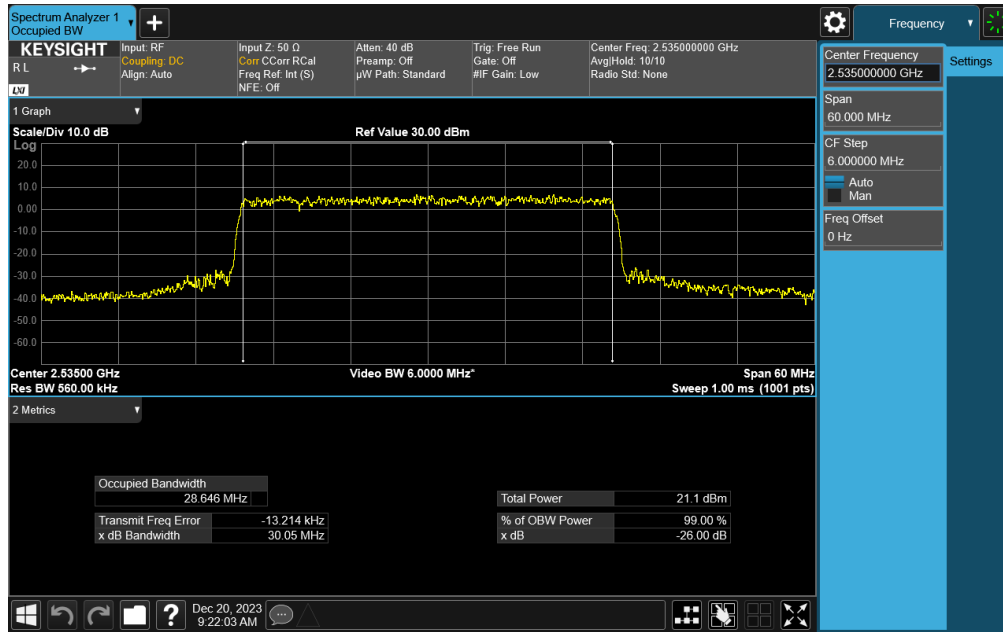 Spectrum Analyzer 1
Occupied BW
Frequency
KEYSIGHT
R L
LXI
Input: RF
Coupling: DC
Align: Auto
Input Z: 50 Ω
Corr CCorr RCal
Freq Ref: Int (S)
NFE: Off
Atten: 40 dB
Preamp: Off
µW Path: Standard
Trig: Free Run
Gate: Off
#IF Gain: Low
Center Freq: 2.535000000 GHz
Avg|Hold: 10/10
Radio Std: None
Center Frequency
2.535000000 GHz
Settings
Span
60.000 MHz
CF Step
6.000000 MHz
Auto
Man
Freq Offset
0 Hz
1 Graph
Scale/Div 10.0 dB
Ref Value 30.00 dBm
Log
20.0
10.0
0.00
-10.0
-20.0
-30.0
-40.0
-50.0
-60.0
Center 2.53500 GHz
Video BW 6.0000 MHz*
Span 60 MHz
Res BW 560.00 kHz
Sweep 1.00 ms (1001 pts)
2 Metrics
Occupied Bandwidth
28.646 MHz
Total Power 21.1 dBm
Transmit Freq Error -13.214 kHz
% of OBW Power 99.00 %
x dB Bandwidth 30.05 MHz
x dB -26.00 dB
?
Dec 20, 2023
9:22:03 AM